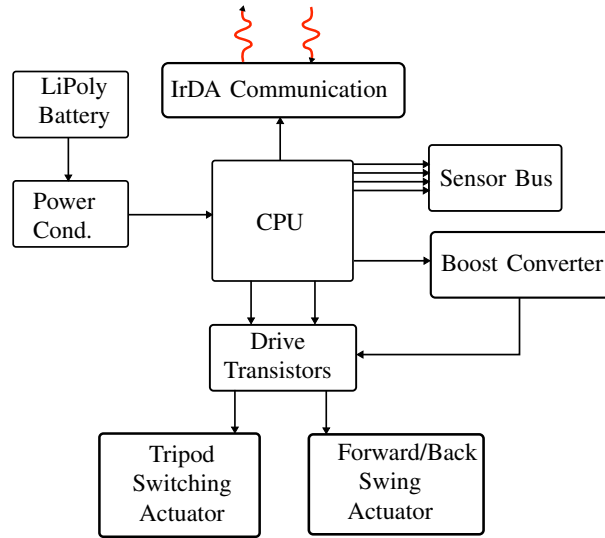 IrDA Communication
LiPoly
Battery
Power
Cond.
CPU
Sensor Bus
Boost Converter
Drive
Transistors
Tripod
Switching
Actuator
Forward/Back
Swing
Actuator